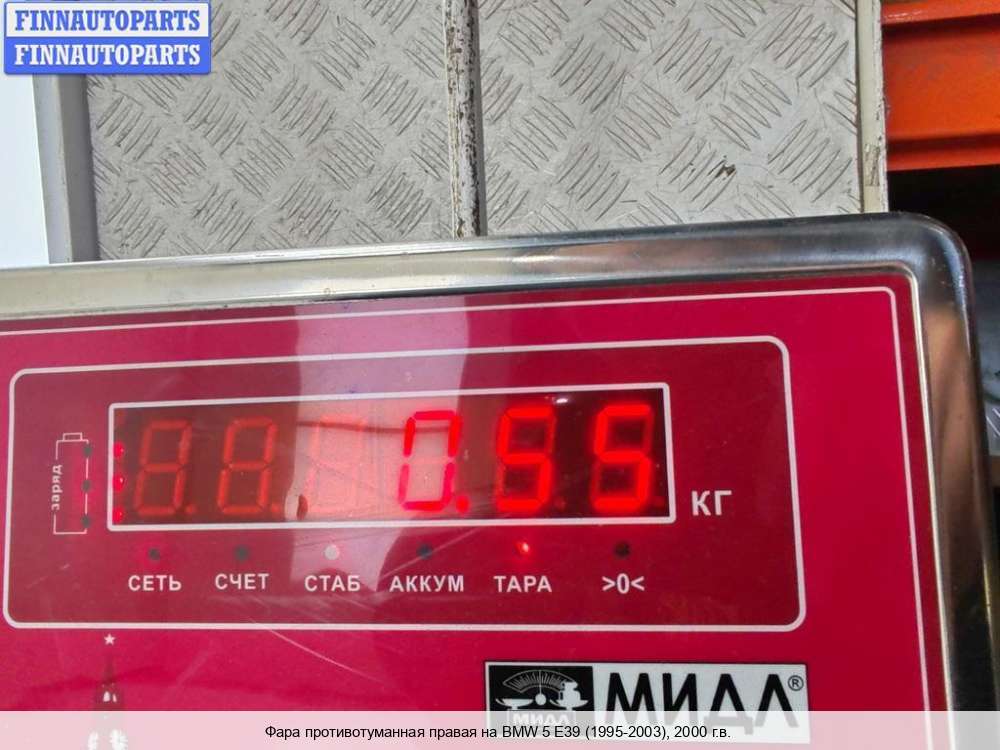 FINNAUTOPARTS
FINNAUTOPARTS
заряд
0.55
КГ
СЕТЬ СЧЕТ СТАБ АККУМ ТАРА >0<
МИДЛ®
МИДЛ
Фара противотуманная правая на BMW 5 E39 (1995-2003), 2000 г.в.